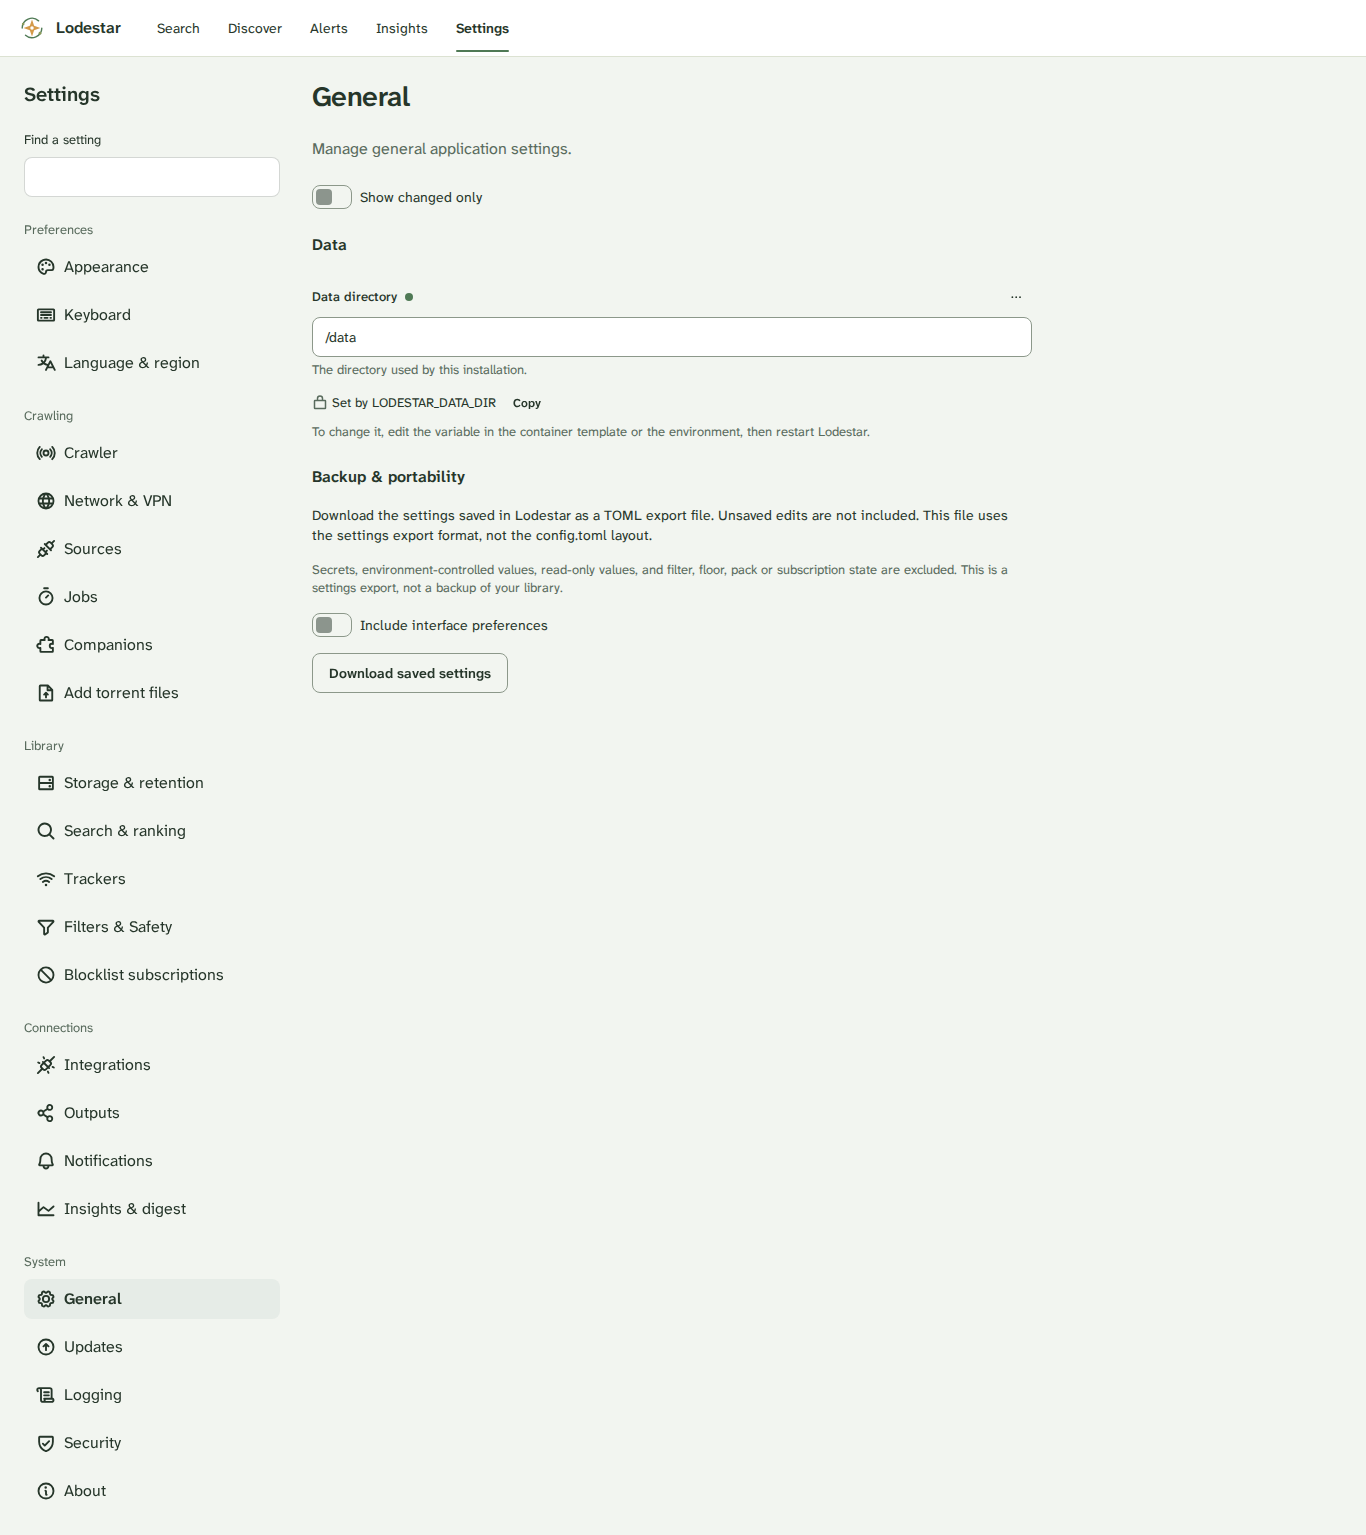 Lodestar
Search
Discover
Alerts
Insights
Settings
Settings
Find a setting
Preferences
Appearance
Keyboard
Language & region
Crawling
Crawler
Network & VPN
Sources
Jobs
Companions
Add torrent files
Library
Storage & retention
Search & ranking
Trackers
Filters & Safety
Blocklist subscriptions
Connections
Integrations
Outputs
Notifications
Insights & digest
System
General
Updates
Logging
Security
About
General
Manage general application settings.
Show changed only
Data
Data directory
...
/data
The directory used by this installation.
Set by LODESTAR_DATA_DIR
Copy
To change it, edit the variable in the container template or the environment, then restart Lodestar.
Backup & portability
Download the settings saved in Lodestar as a TOML export file. Unsaved edits are not included. This file uses
the settings export format, not the config.toml layout.
Secrets, environment-controlled values, read-only values, and filter, floor, pack or subscription state are excluded. This is a
settings export, not a backup of your library.
Include interface preferences
Download saved settings